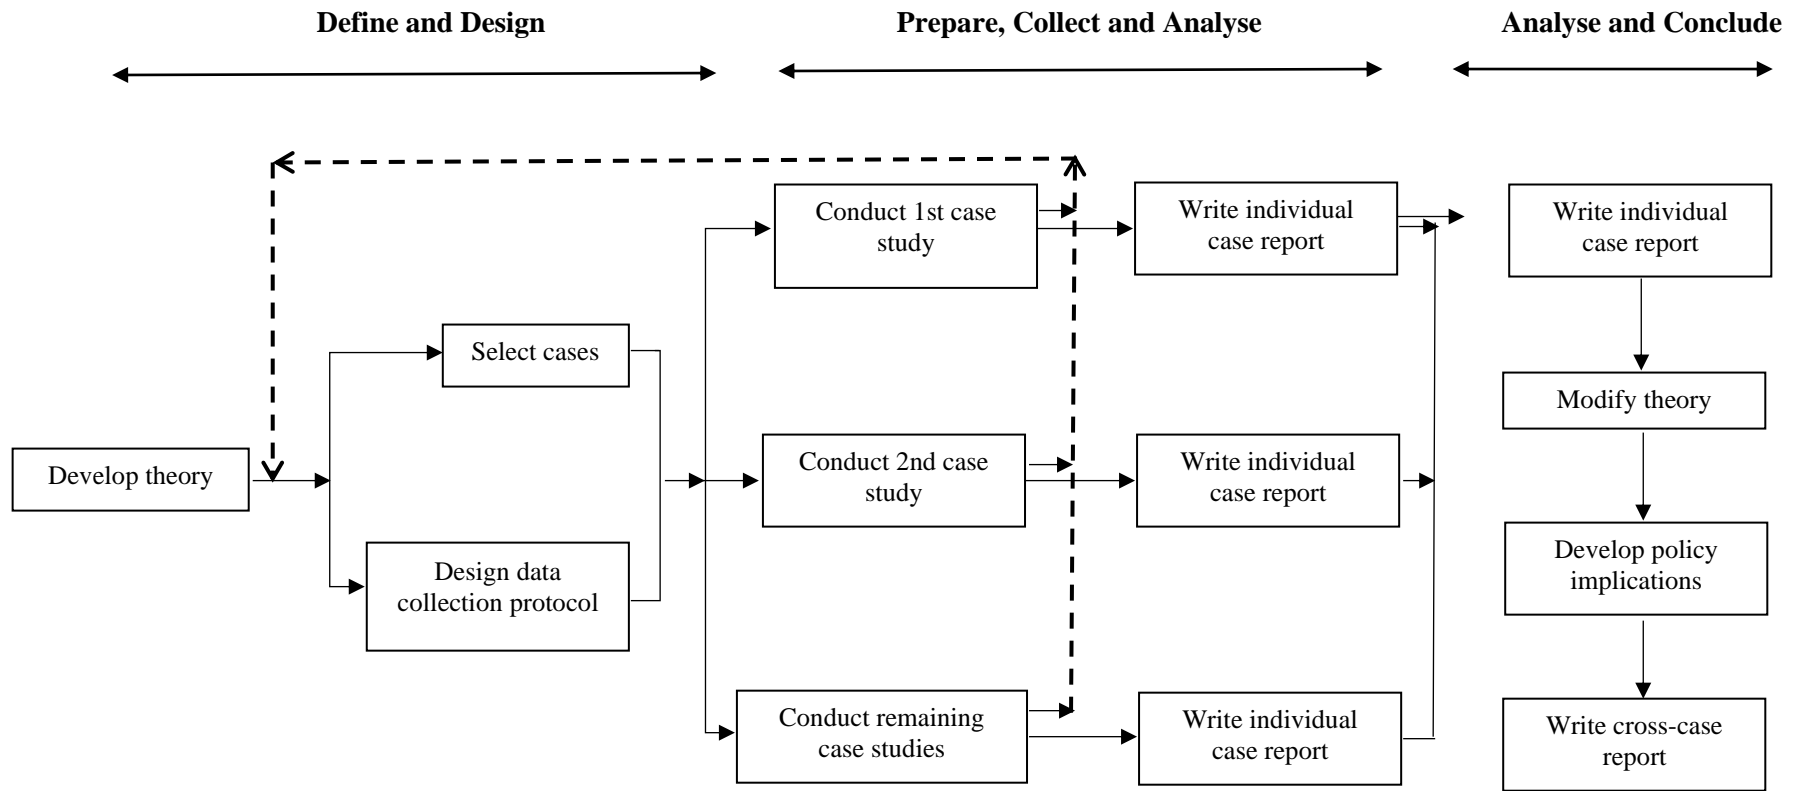 Define and Design
Prepare, Collect and Analyse
Analyse and Conclude
Conduct 1st case
study
Write individual
case report
Write individual
case report
Select cases
Modify theory
Develop theory
Conduct 2nd case
study
Write individual
case report
Design data
collection protocol
Develop policy
implications
Conduct remaining
case studies
Write individual
case report
Write cross-case
report